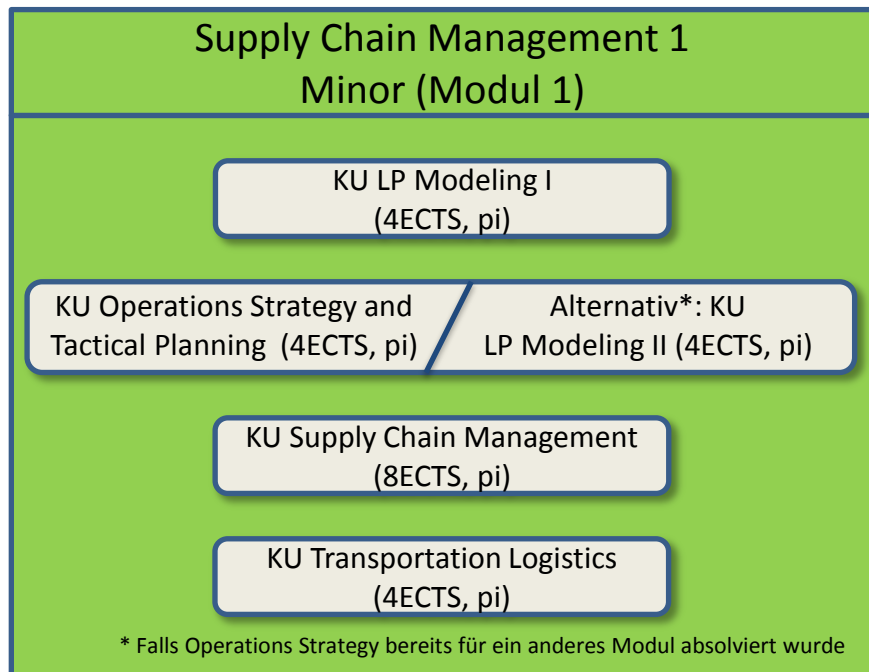 Supply Chain Management 1
Minor (Modul 1)
KU LP Modeling I
(4ECTS, pi)
KU Operations Strategy and
Tactical Planning (4ECTS, pi)
Alternativ*: KU
LP Modeling II (4ECTS, pi)
KU Supply Chain Management
(8ECTS, pi)
KU Transportation Logistics
(4ECTS, pi)
* Falls Operations Strategy bereits für ein anderes Modul absolviert wurde